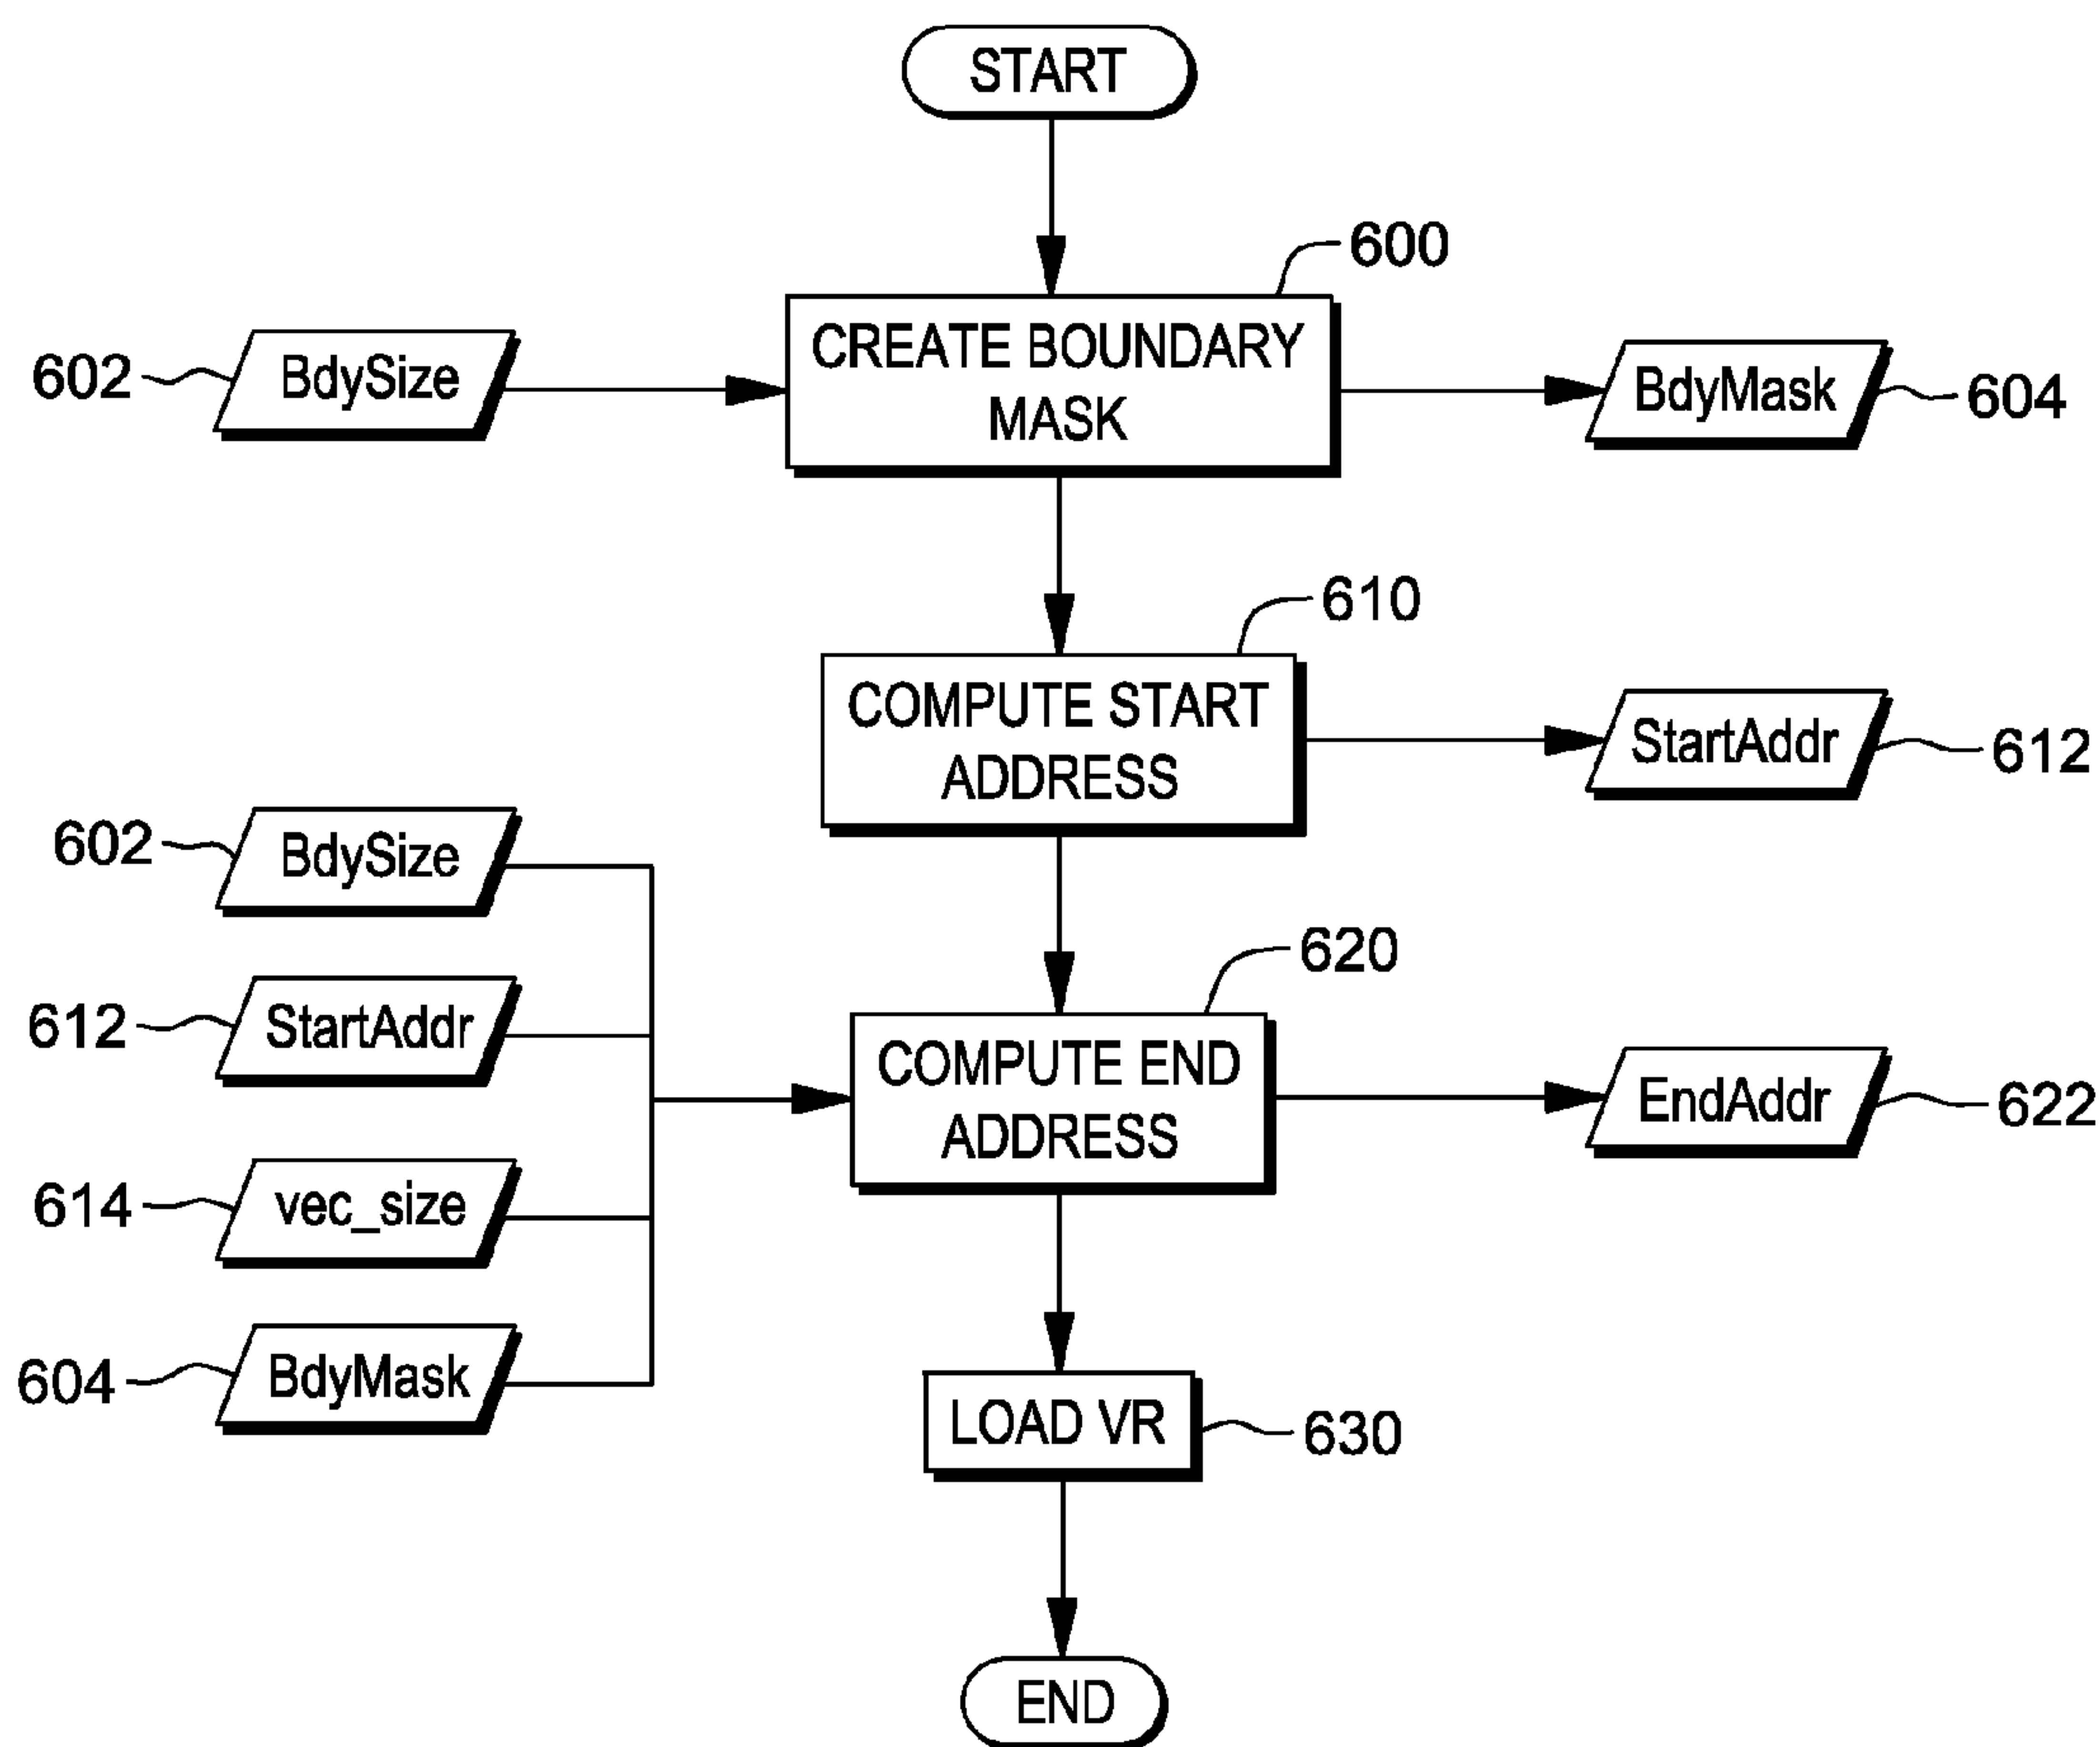 START
600
602
BdySize
CREATE BOUNDARY
MASK
BdyMask
604
610
COMPUTE START
ADDRESS
StartAddr
612
602
BdySize
620
612
StartAddr
COMPUTE END
ADDRESS
EndAddr
622
614
vec_size
604
BdyMask
LOAD VR
630
END